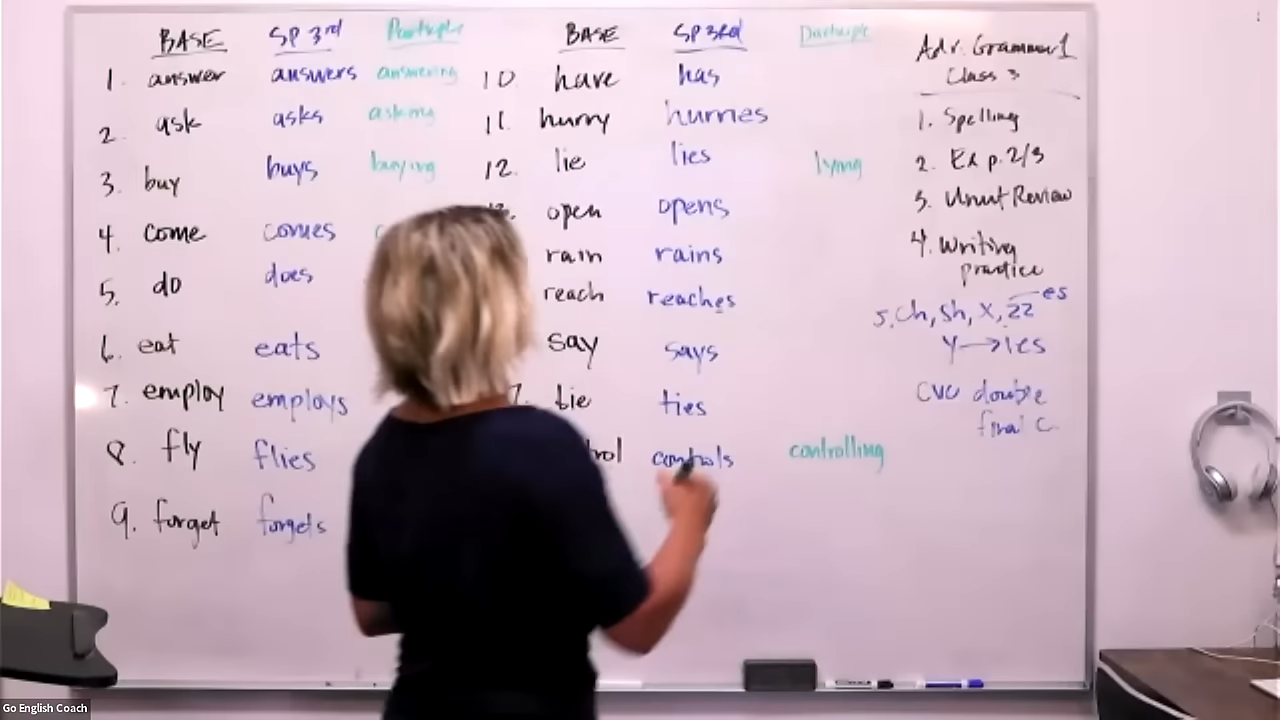 BASE SP 3rd Participle
1. answer answers answering
2. ask asks asking
3. buy buys buying
4. come comes
5. do does
6. eat eats
7. employ employs
8. fly flies
9. forget forgets
BASE SP 3rd Participle
10 have has
11. hurry hurries
12. lie lies lying
open opens
rain rains
reach reaches
say says
7. tie ties
rol controls controlling
Adv. Grammar 1
Class 3
1. Spelling
2. Ex p. 2/3
3. Unit Review
4. Writing
practice
s, ch, sh, x, zz es
Y → ies
CVC double
final c.
Go English Coach